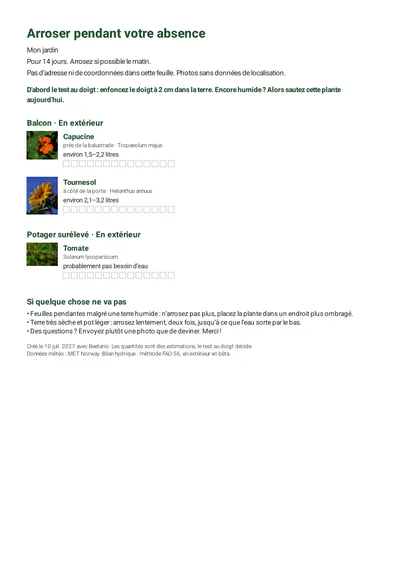 Arroser pendant votre absence
Mon jardin
Pour 14 jours. Arrosez si possible le matin.
Pas d'adresse ni de coordonnées dans cette feuille. Photos sans données de localisation.
D'abord le test au doigt : enfoncez le doigt à 2 cm dans la terre. Encore humide ? Alors sautez cette plante
aujourd'hui.
Balcon · En extérieur
Capucine
près de la balustrade · Tropaeolum majus
environ 1,5–2,2 litres
Tournesol
à côté de la porte · Helianthus annuus
environ 2,1–3,2 litres
Potager surélevé · En extérieur
Tomate
Solanum lycopersicum
probablement pas besoin d'eau
Si quelque chose ne va pas
• Feuilles pendantes malgré une terre humide : n'arrosez pas plus, placez la plante dans un endroit plus ombragé.
• Terre très sèche et pot léger : arrosez lentement, deux fois, jusqu'à ce que l'eau sorte par le bas.
• Des questions ? Envoyez plutôt une photo que de deviner. Merci !
Créé le 10 juil. 2027 avec Beetario. Les quantités sont des estimations, le test au doigt décide.
Données météo : MET Norway. Bilan hydrique : méthode FAO-56, en extérieur en bêta.